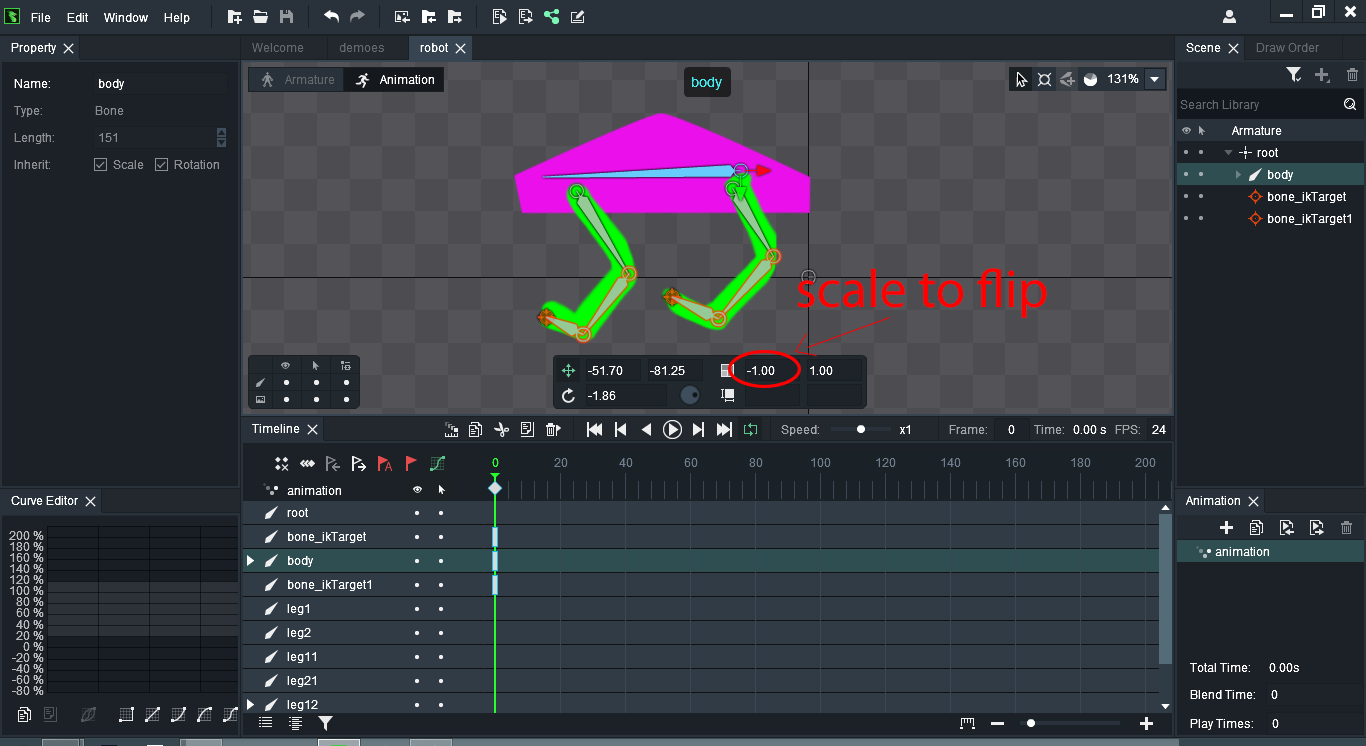 File Edit Window Help
Property
Welcome demoes robot
Scene Draw Order
Name: body
Type: Bone
Length: 151
Inherit: Scale Rotation
Armature Animation
body
131%
Search Library
Armature
root
body
bone_ikTarget
bone_ikTarget1
scale to flip
-51.70 -81.25 -1.00 1.00
-1.86
Timeline
Speed: x1 Frame: 0 Time: 0.00 s FPS: 24
A
0 20 40 60 80 100 120 140 160 180 200
animation
root
bone_ikTarget
body
bone_ikTarget1
leg1
leg2
leg11
leg21
leg12
Curve Editor
200 %
180 %
160 %
140 %
120 %
100 %
80 %
60 %
40 %
20 %
0 %
-20 %
-40 %
-60 %
-80 %
Animation
animation
Total Time: 0.00s
Blend Time: 0
Play Times: 0